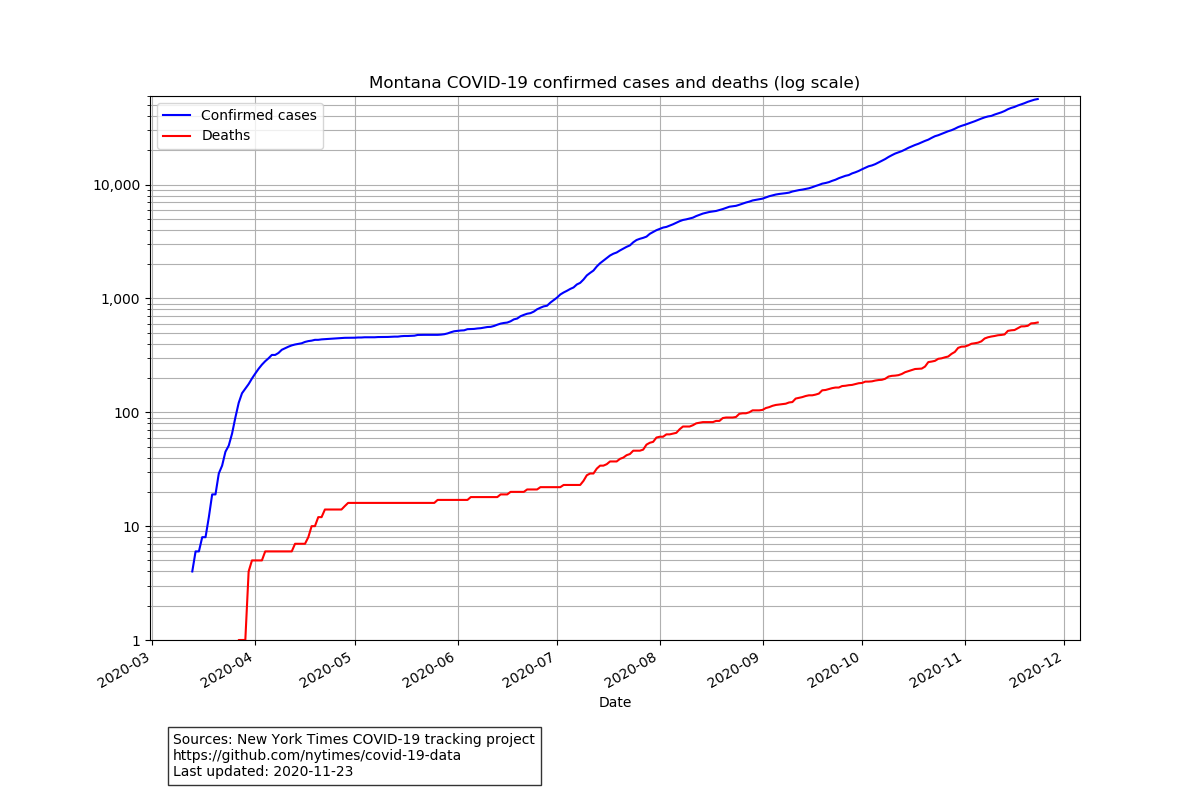 Montana COVID-19 confirmed cases and deaths (log scale)
Confirmed cases
Deaths
10,000
1,000
100
10
1
2020-03 2020-04 2020-05 2020-06 2020-07 2020-08 2020-09 2020-10 2020-11 2020-12
Date
Sources: New York Times COVID-19 tracking project
https://github.com/nytimes/covid-19-data
Last updated: 2020-11-23